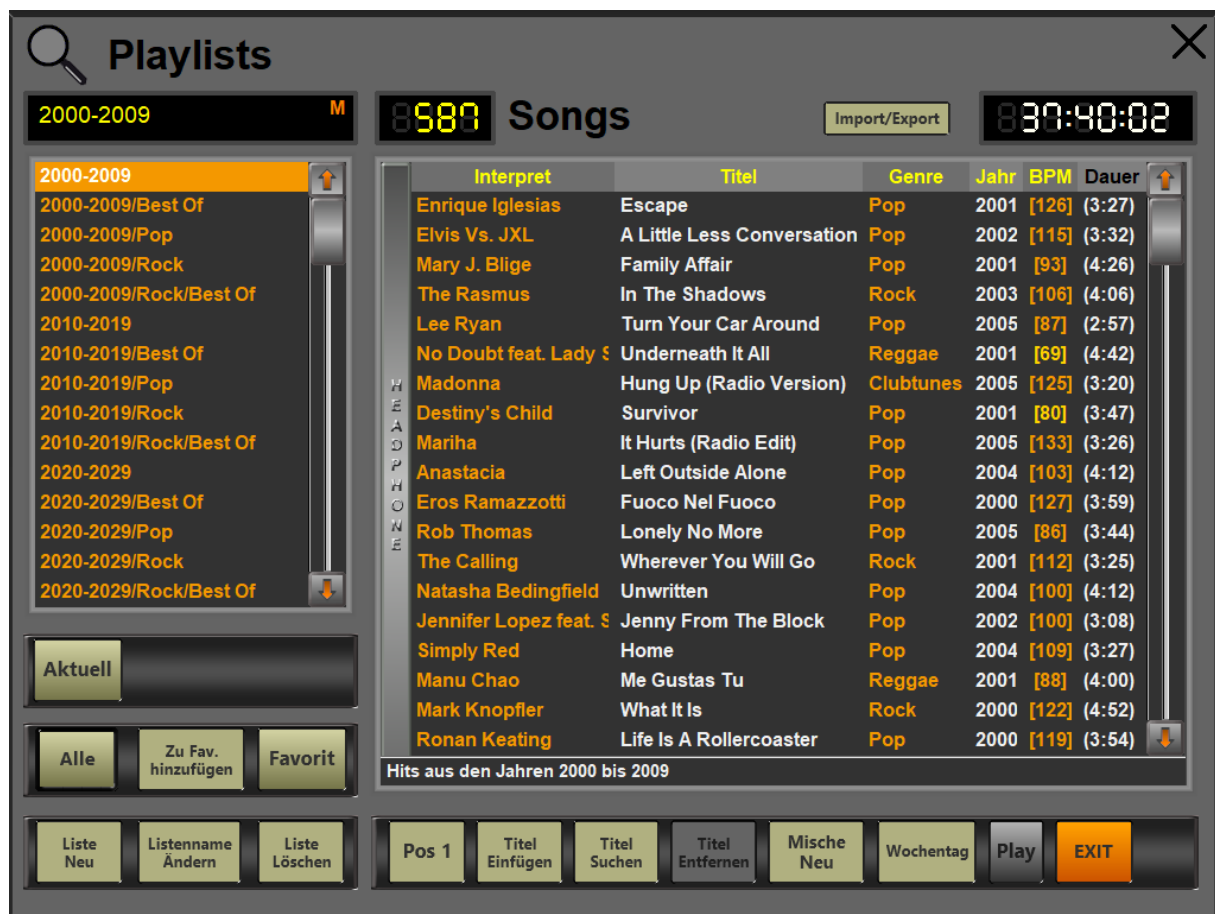 Playlists
2000-2009 M
587 Songs Import/Export 37:40:02
2000-2009
2000-2009/Best Of
2000-2009/Pop
2000-2009/Rock
2000-2009/Rock/Best Of
2010-2019
2010-2019/Best Of
2010-2019/Pop
2010-2019/Rock
2010-2019/Rock/Best Of
2020-2029
2020-2029/Best Of
2020-2029/Pop
2020-2029/Rock
2020-2029/Rock/Best Of
Aktuell
Alle
Zu Fav.
hinzufügen
Favorit
Liste
Neu
Listenname
Ändern
Liste
Löschen
HEADPHONE
Interpret Titel Genre Jahr BPM Dauer
Enrique Iglesias Escape Pop 2001 [126] (3:27)
Elvis Vs. JXL A Little Less Conversation Pop 2002 [115] (3:32)
Mary J. Blige Family Affair Pop 2001 [93] (4:26)
The Rasmus In The Shadows Rock 2003 [106] (4:06)
Lee Ryan Turn Your Car Around Pop 2005 [87] (2:57)
No Doubt feat. Lady S Underneath It All Reggae 2001 [69] (4:42)
Madonna Hung Up (Radio Version) Clubtunes 2005 [125] (3:20)
Destiny's Child Survivor Pop 2001 [80] (3:47)
Mariha It Hurts (Radio Edit) Pop 2005 [133] (3:26)
Anastacia Left Outside Alone Pop 2004 [103] (4:12)
Eros Ramazzotti Fuoco Nel Fuoco Pop 2000 [127] (3:59)
Rob Thomas Lonely No More Pop 2005 [86] (3:44)
The Calling Wherever You Will Go Rock 2001 [112] (3:25)
Natasha Bedingfield Unwritten Pop 2004 [100] (4:12)
Jennifer Lopez feat. S Jenny From The Block Pop 2002 [100] (3:08)
Simply Red Home Pop 2004 [109] (3:27)
Manu Chao Me Gustas Tu Reggae 2001 [88] (4:00)
Mark Knopfler What It Is Rock 2000 [122] (4:52)
Ronan Keating Life Is A Rollercoaster Pop 2000 [119] (3:54)
Hits aus den Jahren 2000 bis 2009
Pos 1
Titel
Einfügen
Titel
Suchen
Titel
Entfernen
Mische
Neu
Wochentag
Play
EXIT